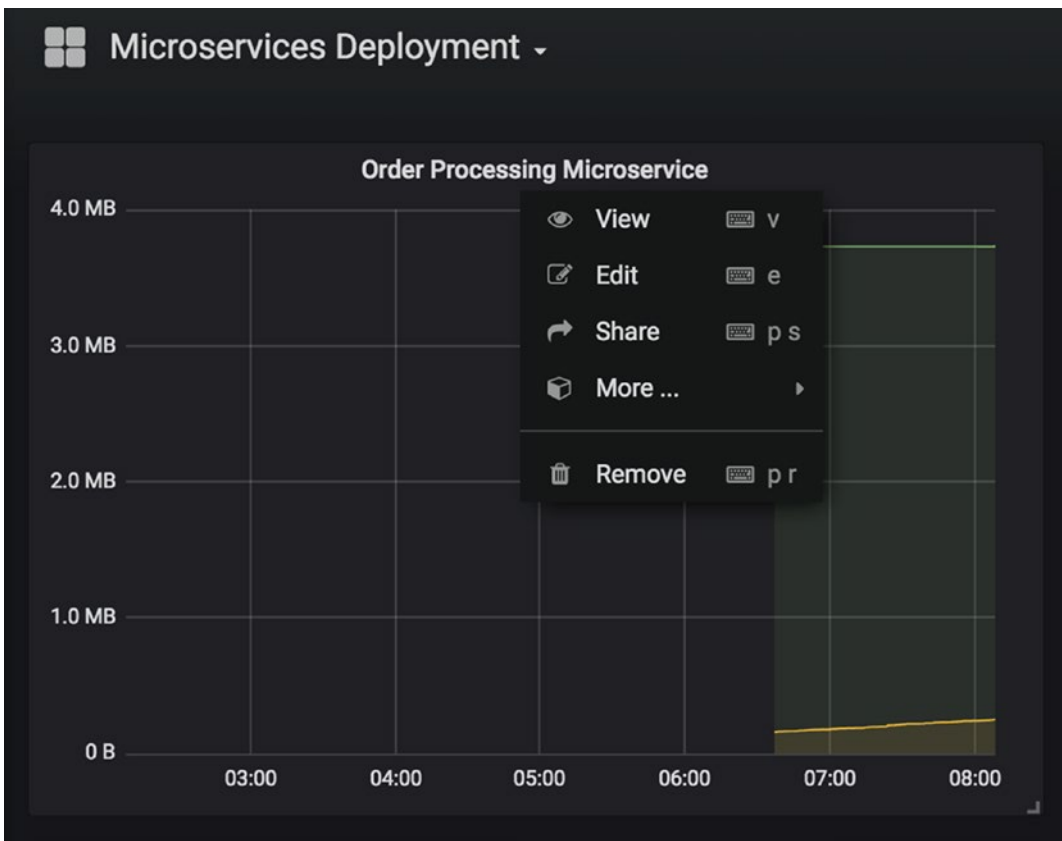 Microservices Deployment
Order Processing Microservice
4.0 MB
View v
Edit e
3.0 MB
Share p s
More ...
2.0 MB
Remove p r
1.0 MB
0 B
03:00 04:00 05:00 06:00 07:00 08:00